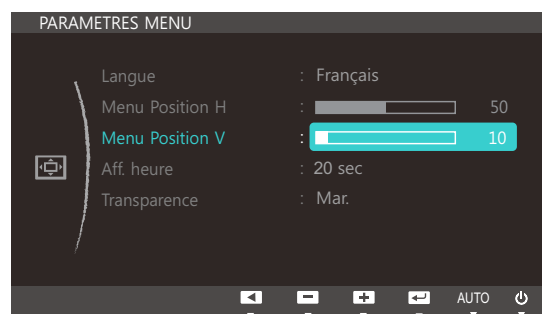 PARAMETRES MENU
Langue : Français
Menu Position H : 50
Menu Position V : 10
Aff. heure : 20 sec
Transparence : Mar.
AUTO